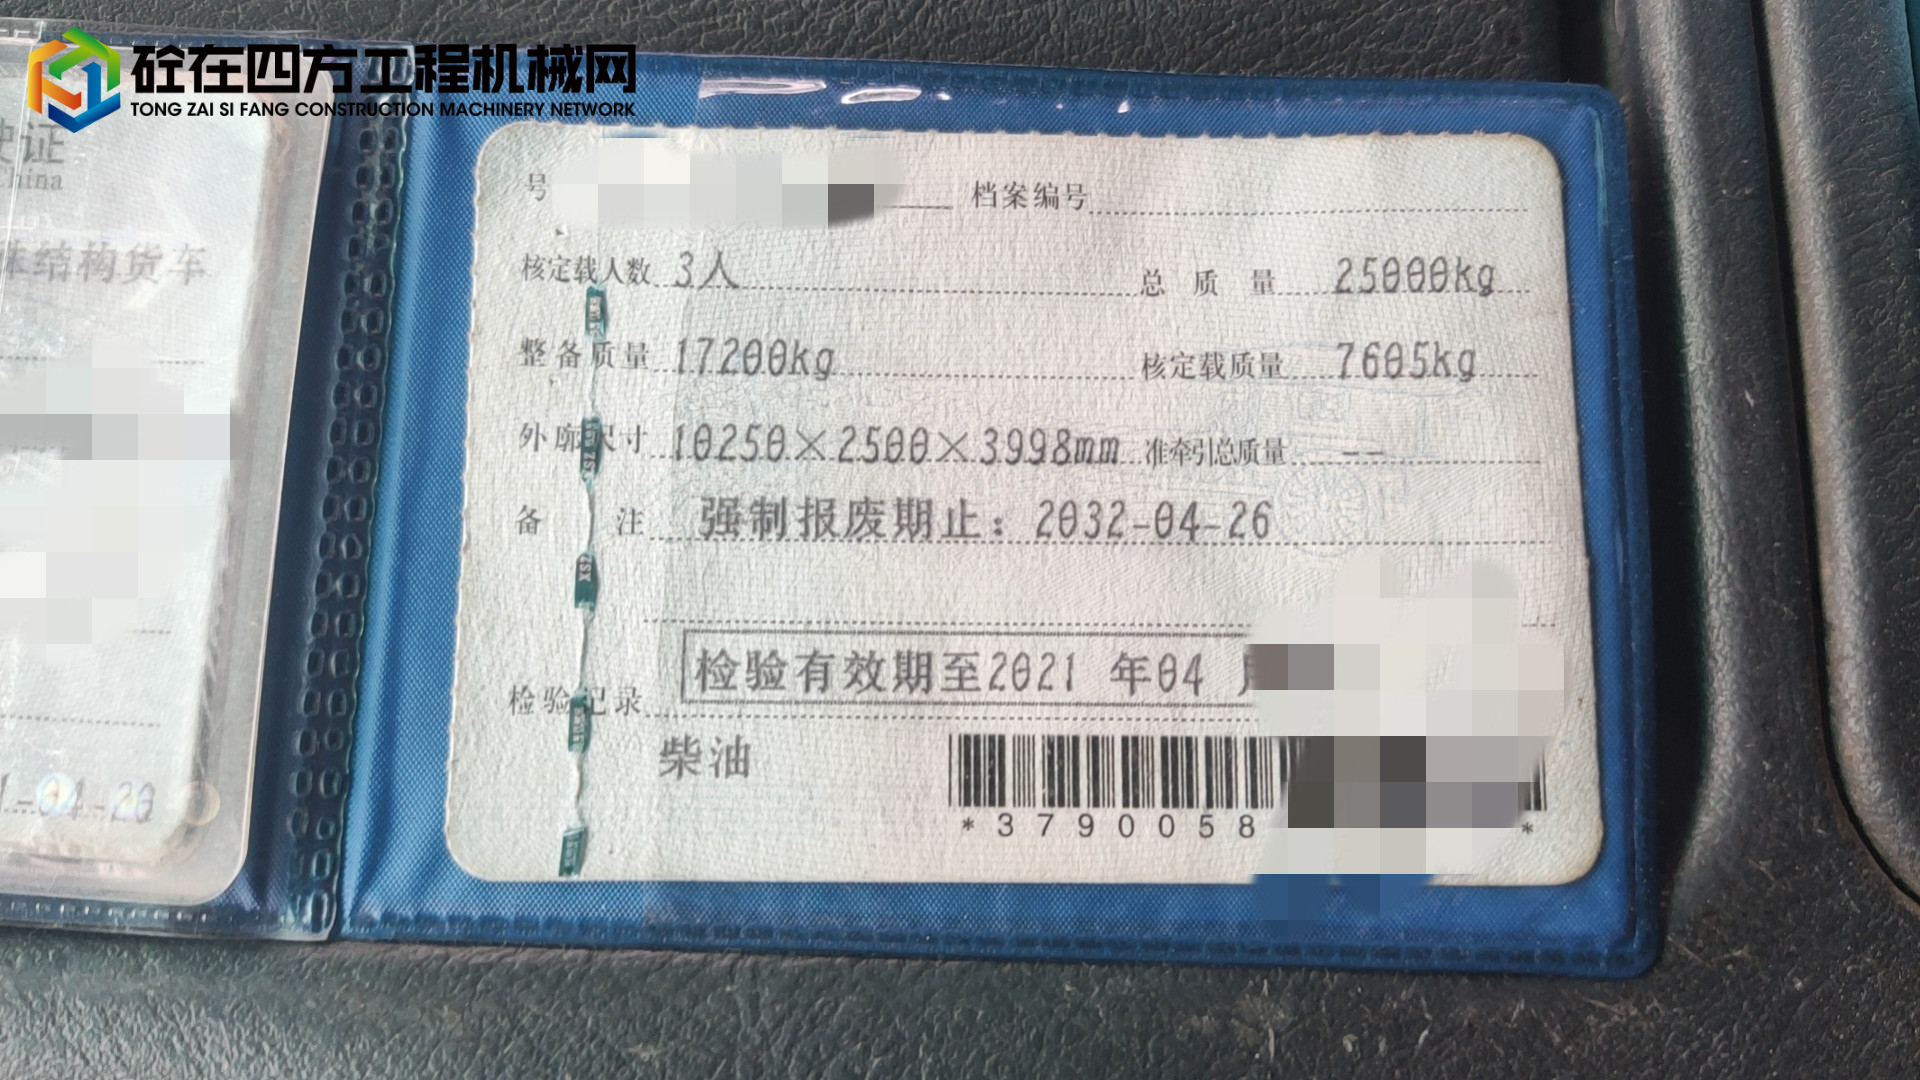 砼在四方工程机械网
TONG ZAI SI FANG CONSTRUCTION MACHINERY NETWORK
证
China
结构货车
-04-20
号 档案编号
核定载人数 3人 总质量 25000kg
整备质量 17200kg 核定载质量 7605kg
外廓尺寸 10250×2500×3998mm 准牵引总质量 --
备注 强制报废期止：2032-04-26
检验记录 检验有效期至2021 年04
柴油
*3790058 *